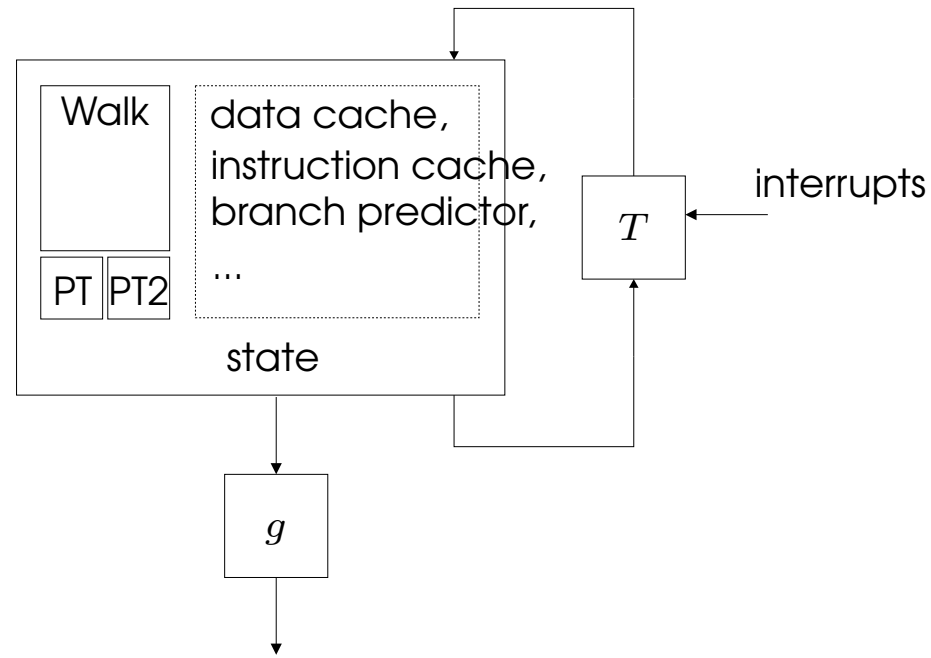 Walk
data cache,
instruction cache,
branch predictor,
...
PT PT2
state
T
interrupts
g